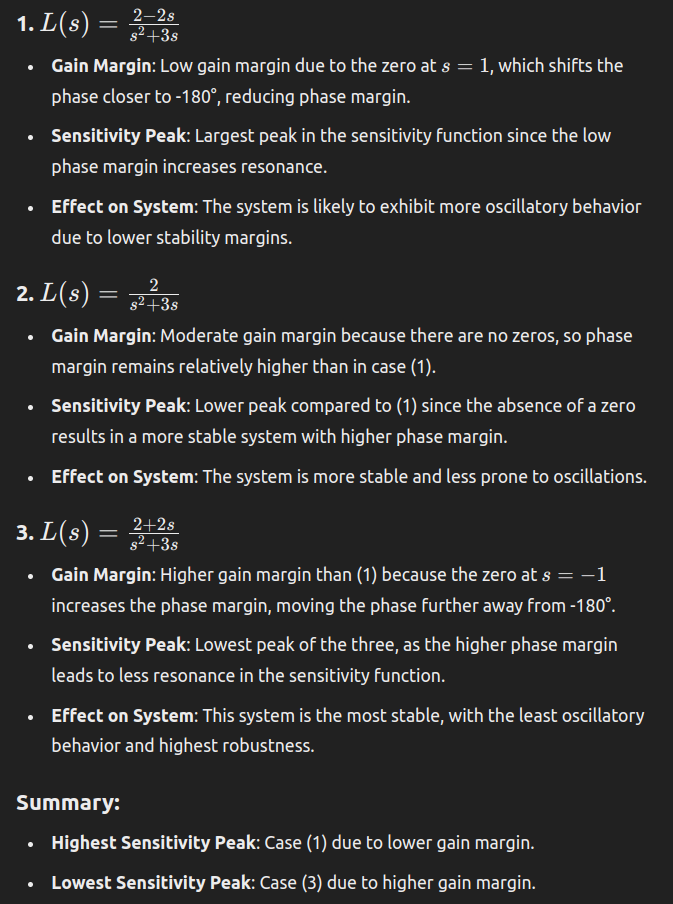 1. L(s) = \frac{2-2s}{s^2+3s}
• Gain Margin: Low gain margin due to the zero at s = 1, which shifts the
phase closer to -180°, reducing phase margin.
• Sensitivity Peak: Largest peak in the sensitivity function since the low
phase margin increases resonance.
• Effect on System: The system is likely to exhibit more oscillatory behavior
due to lower stability margins.
2. L(s) = \frac{2}{s^2+3s}
• Gain Margin: Moderate gain margin because there are no zeros, so phase
margin remains relatively higher than in case (1).
• Sensitivity Peak: Lower peak compared to (1) since the absence of a zero
results in a more stable system with higher phase margin.
• Effect on System: The system is more stable and less prone to oscillations.
3. L(s) = \frac{2+2s}{s^2+3s}
• Gain Margin: Higher gain margin than (1) because the zero at s = −1
increases the phase margin, moving the phase further away from -180°.
• Sensitivity Peak: Lowest peak of the three, as the higher phase margin
leads to less resonance in the sensitivity function.
• Effect on System: This system is the most stable, with the least oscillatory
behavior and highest robustness.
Summary:
• Highest Sensitivity Peak: Case (1) due to lower gain margin.
• Lowest Sensitivity Peak: Case (3) due to higher gain margin.